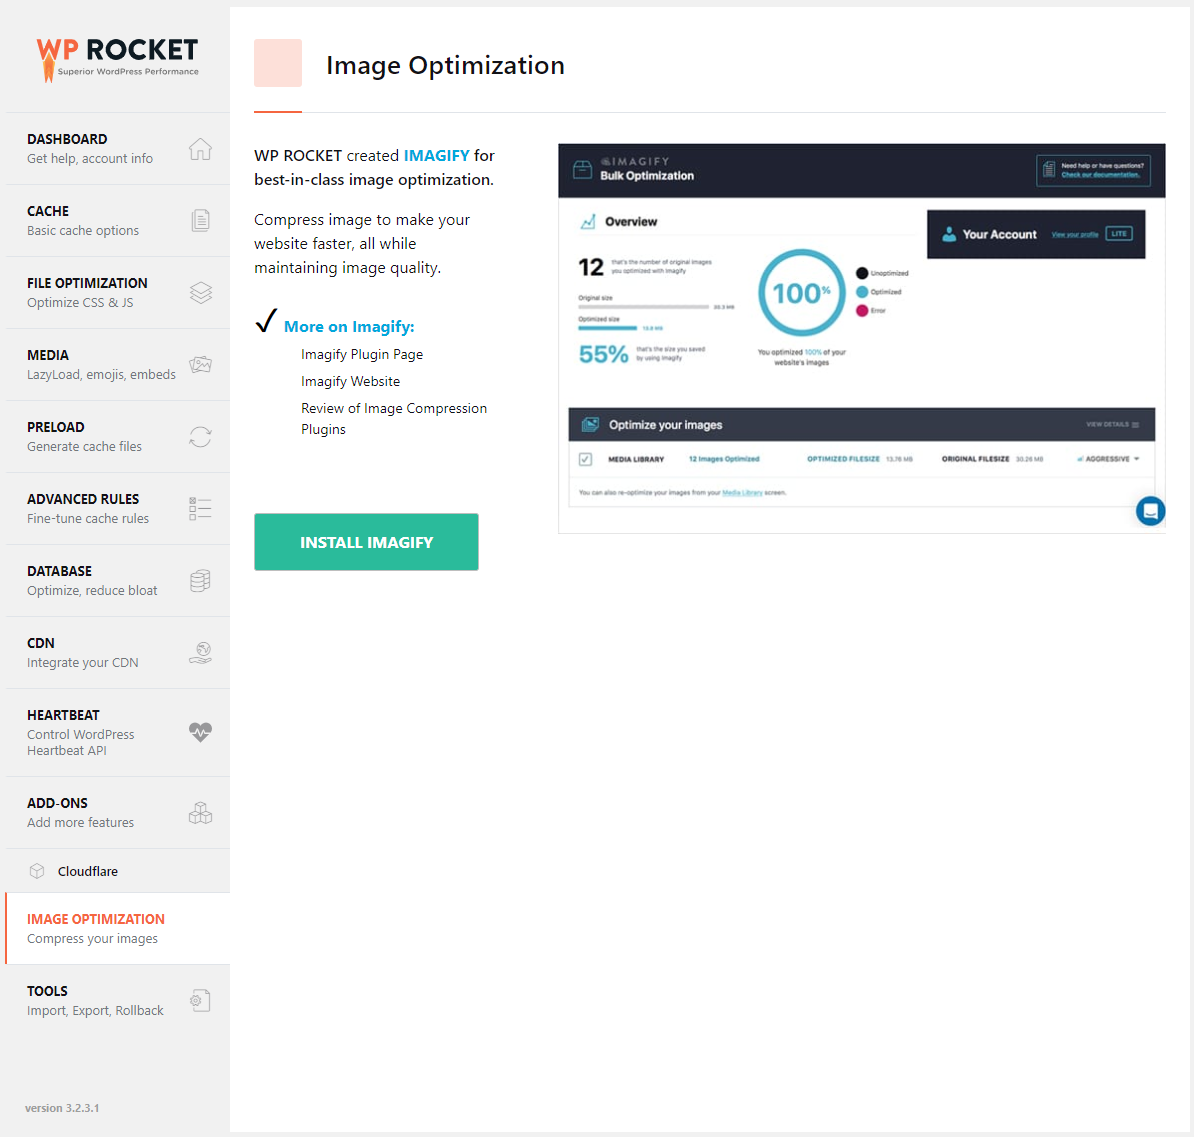 WP ROCKET
Superior WordPress Performance
DASHBOARD
Get help, account info
CACHE
Basic cache options
FILE OPTIMIZATION
Optimize CSS & JS
MEDIA
LazyLoad, emojis, embeds
PRELOAD
Generate cache files
ADVANCED RULES
Fine-tune cache rules
DATABASE
Optimize, reduce bloat
CDN
Integrate your CDN
HEARTBEAT
Control WordPress
Heartbeat API
ADD-ONS
Add more features
Cloudflare
IMAGE OPTIMIZATION
Compress your images
TOOLS
Import, Export, Rollback
version 3.2.3.1
Image Optimization
WP ROCKET created IMAGIFY for
best-in-class image optimization.
Compress image to make your
website faster, all while
maintaining image quality.
More on Imagify:
Imagify Plugin Page
Imagify Website
Review of Image Compression
Plugins
INSTALL IMAGIFY
IMAGIFY
Bulk Optimization
Need help or have questions?
Check our documentation.
Overview
12
that's the number of original images
you optimized with Imagify
Original size
30.3 MB
Optimized size
13.8 MB
55%
that's the size you saved
by using Imagify
100%
You optimized 100% of your
website's images
Unoptimized
Optimized
Error
Your Account
View your profile
LITE
Optimize your images
VIEW DETAILS
MEDIA LIBRARY
12 Images Optimized
OPTIMIZED FILESIZE 13.76 MB
ORIGINAL FILESIZE 30.26 MB
AGGRESSIVE
You can also re-optimize your images from your Media Library screen.